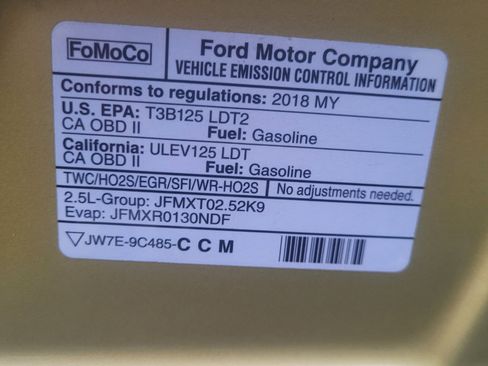 FoMoCo
Ford Motor Company
VEHICLE EMISSION CONTROL INFORMATION
Conforms to regulations: 2018 MY
U.S. EPA: T3B125 LDT2
CA OBD II Fuel: Gasoline
California: ULEV125 LDT
CA OBD II Fuel: Gasoline
TWC/HO2S/EGR/SFI/WR-HO2S No adjustments needed.
2.5L-Group: JFMXT02.52K9
Evap: JFMXR0130NDF
▽JW7E-9C485-C C M